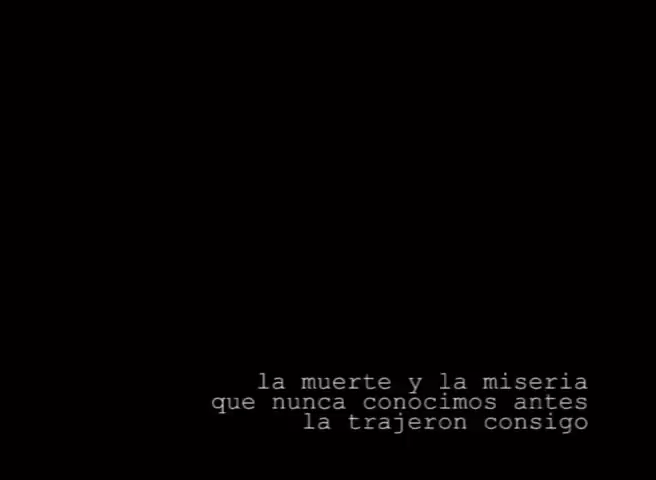 la muerte y la miseria
que nunca conocimos antes
la trajeron consigo